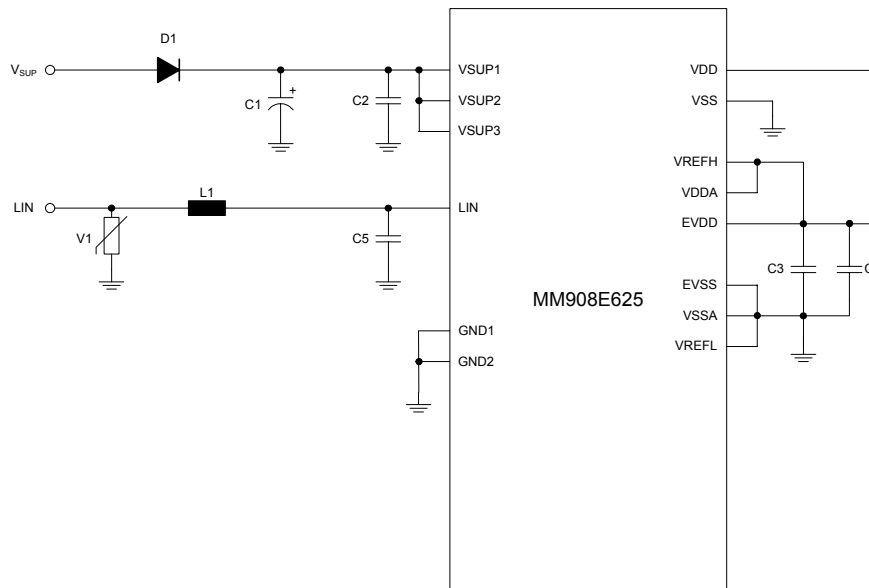 D1
VSUP
C1
+
C2
VSUP1
VSUP2
VSUP3
VDD
VSS
VREFH
VDDA
EVDD
LIN
V1
L1
C5
LIN
C3
EVSS
VSSA
VREFL
MM908E625
GND1
GND2